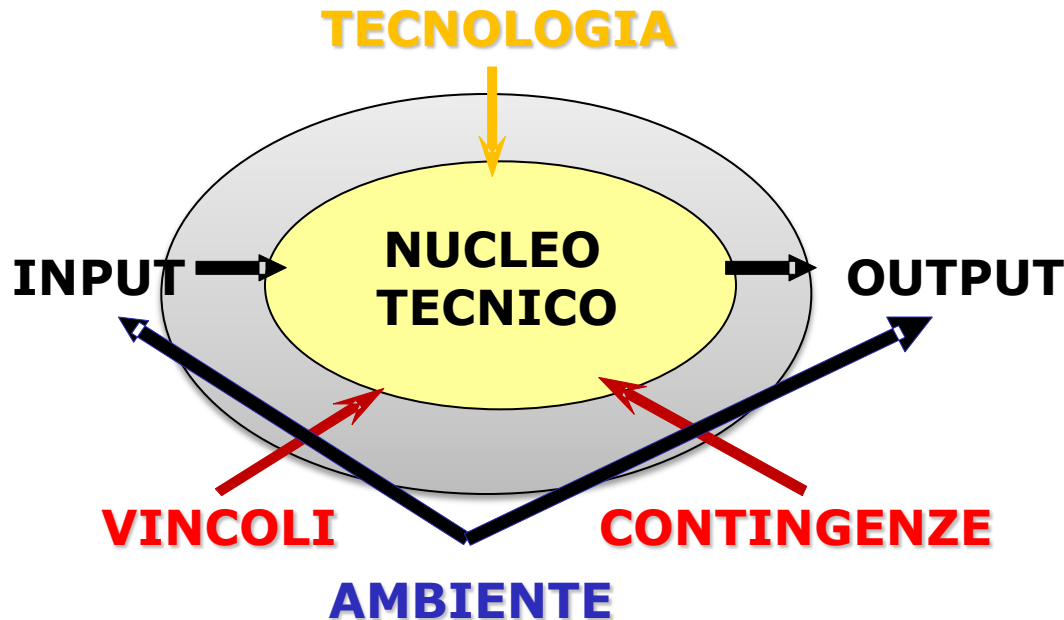 TECNOLOGIA
NUCLEO
TECNICO
INPUT
OUTPUT
VINCOLI
CONTINGENZE
AMBIENTE